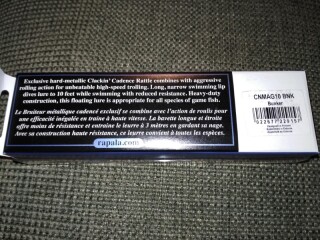 Exclusive hard-metallic Cluckin' Cadence Rattle combines with aggressive
rolling action for unbeatable high-speed trolling. Long, narrow swimming lip
dives lure to 10 feet while swimming with reduced resistance. Heavy-duty
construction, this floating lure is appropriate for all species of game fish.
Le Bruiteur métallique cadencé exclusif se combine avec l'action de roulis pour
une efficacité inégalée en traine à haute vitesse. La bavette longue et étroite
offre moins de résistance et entraine le leurre à 3 mètres en gardant sa nage.
Avec sa construction haute résistance, ce leurre convient à toutes les espèces.
rapala.com
CNMAG10 BNK
Bunker